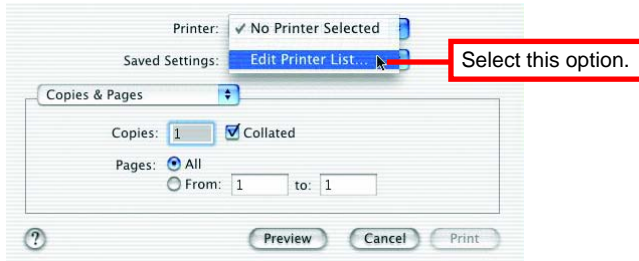 Printer: ✓ No Printer Selected
Saved Settings: Edit Printer List...
Select this option.
Copies & Pages
Copies: 1 Collated
Pages: All
From: 1 to: 1
? Preview Cancel Print